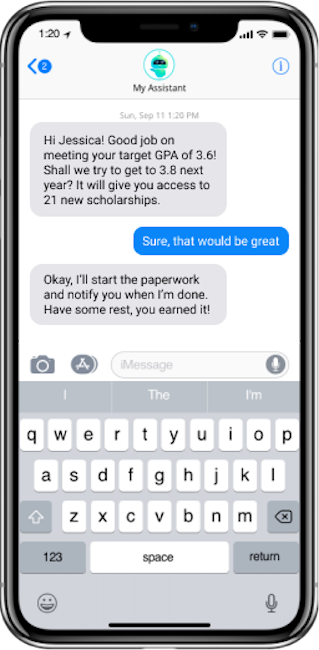 1:20
2
My Assistant
Sun, Sep 11 1:20 PM
Hi Jessica! Good job on
meeting your target GPA of 3.6!
Shall we try to get to 3.8 next
year? It will give you access to
21 new scholarships.
Sure, that would be great
Okay, I'll start the paperwork
and notify you when I'm done.
Have some rest, you earned it!
iMessage
I The I'm
q w e r t y u i o p
a s d f g h j k l
z x c v b n m
123 space return